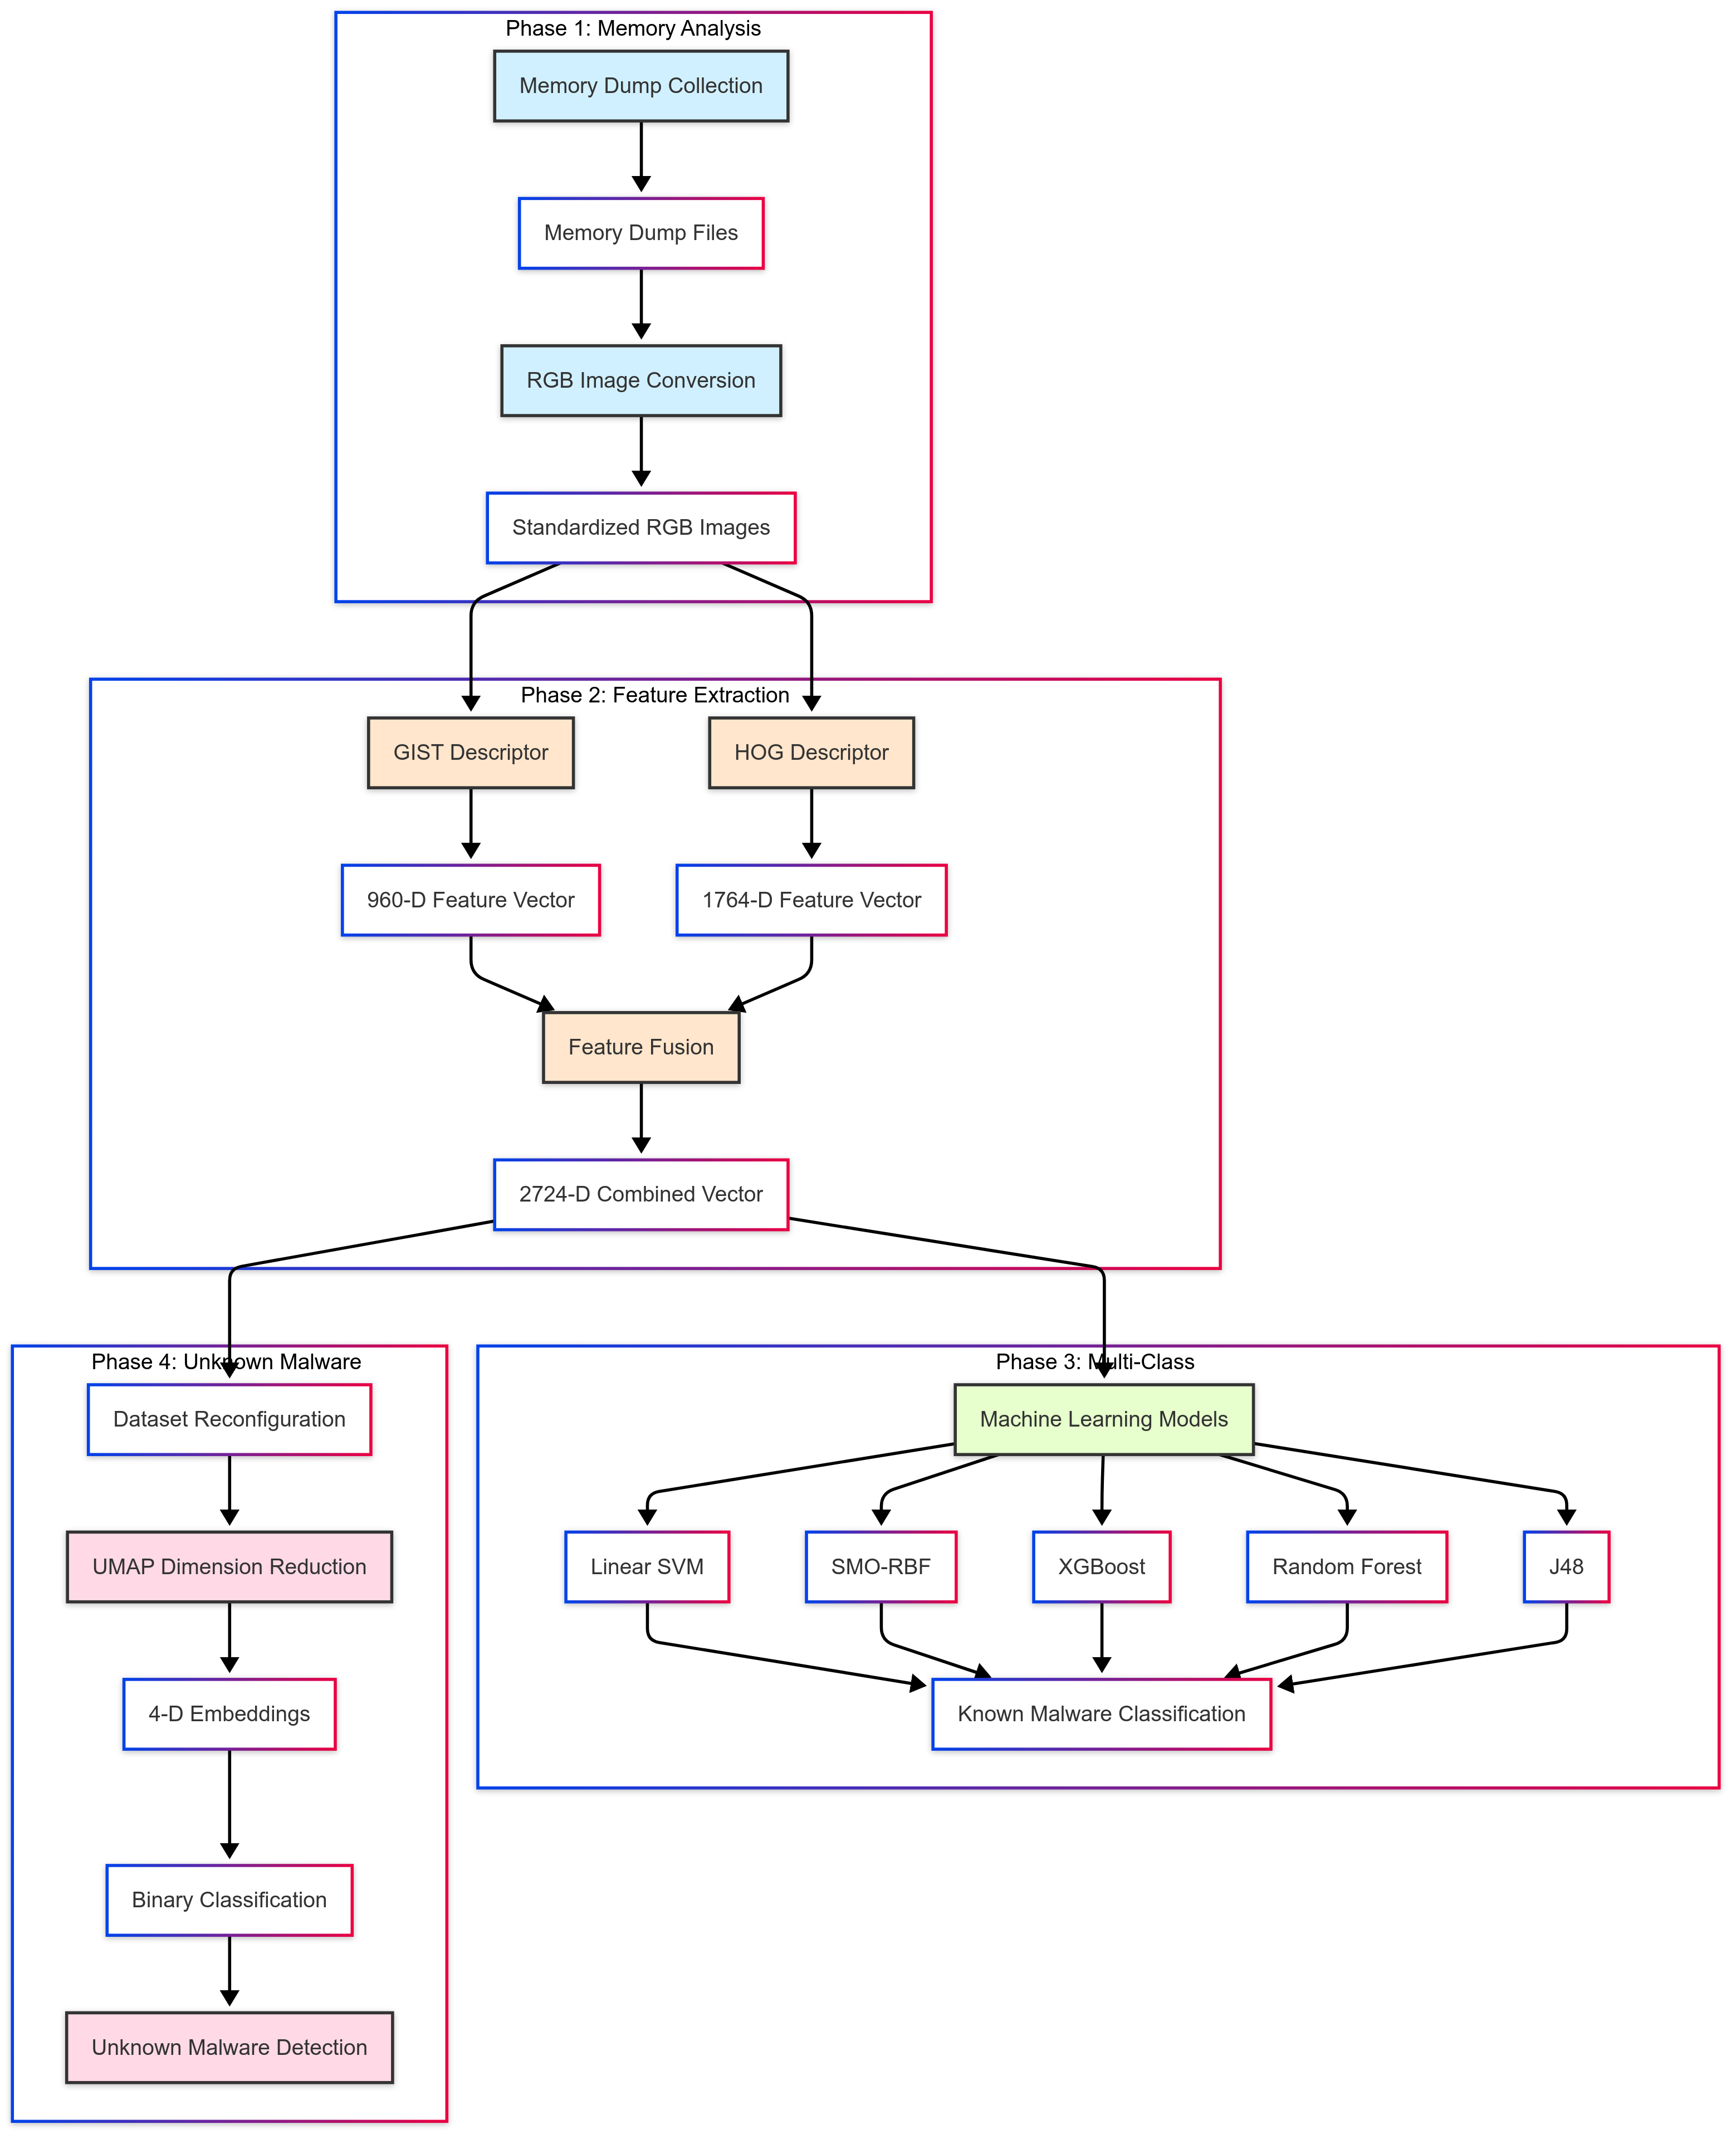 Phase 1: Memory Analysis
Memory Dump Collection
Memory Dump Files
RGB Image Conversion
Standardized RGB Images
Phase 2: Feature Extraction
GIST Descriptor
HOG Descriptor
960-D Feature Vector
1764-D Feature Vector
Feature Fusion
2724-D Combined Vector
Phase 4: Unknown Malware
Dataset Reconfiguration
UMAP Dimension Reduction
4-D Embeddings
Binary Classification
Unknown Malware Detection
Phase 3: Multi-Class
Machine Learning Models
Linear SVM
SMO-RBF
XGBoost
Random Forest
J48
Known Malware Classification